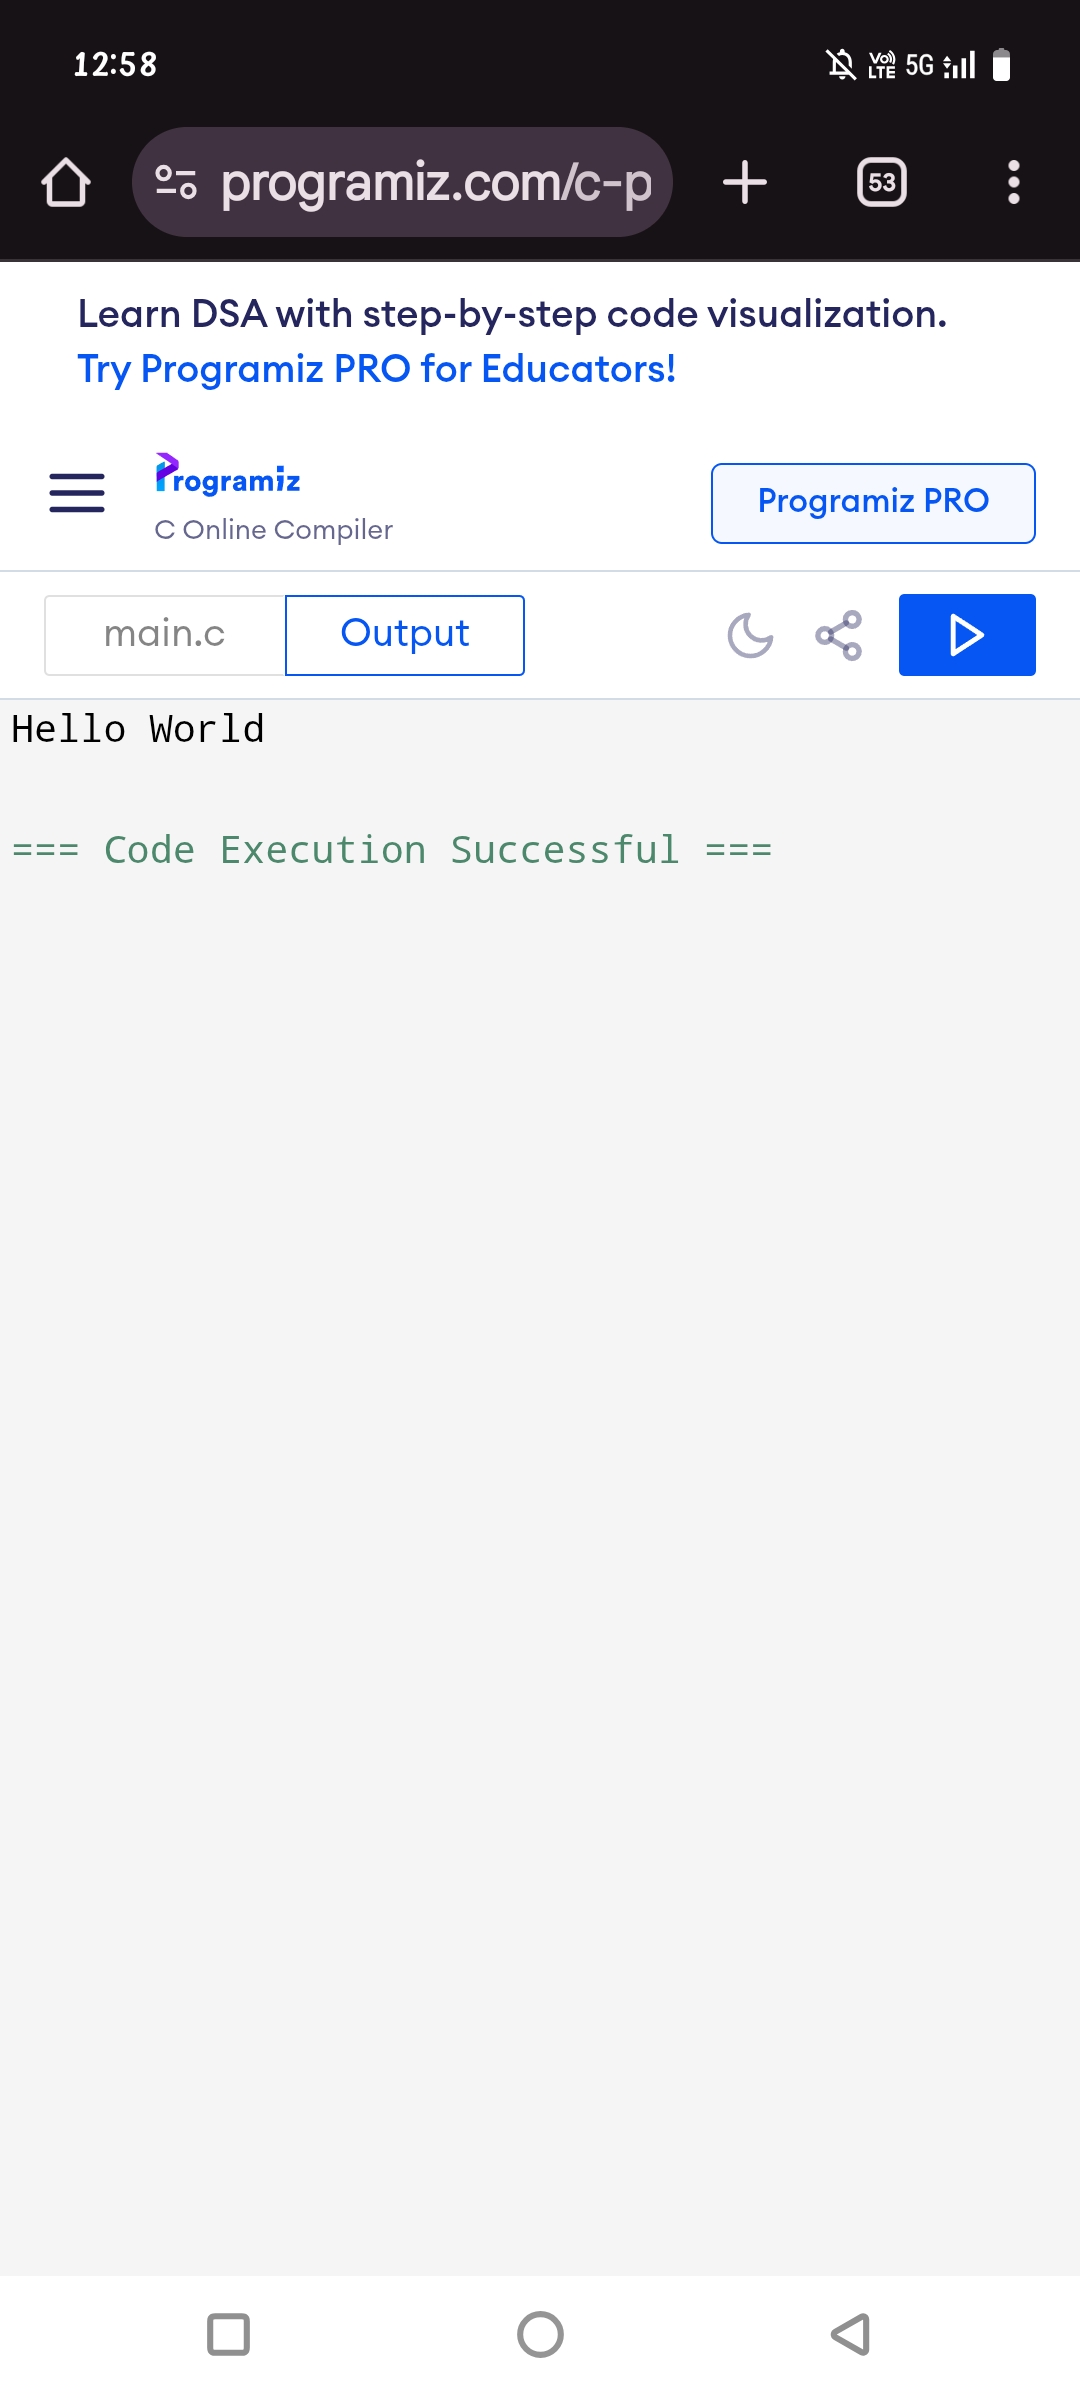 12:58
Vo) LTE 5G
programiz.com/c-p
53
Learn DSA with step-by-step code visualization.
Try Programiz PRO for Educators!
Programiz
C Online Compiler
Programiz PRO
main.c
Output
Hello World
=== Code Execution Successful ===